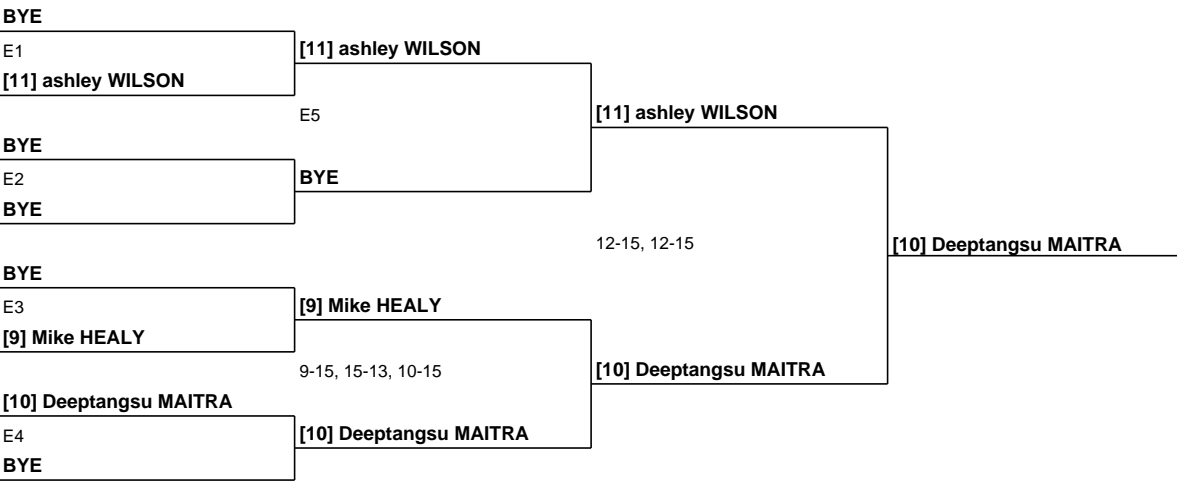 BYE
E1
[11] ashley WILSON
[11] ashley WILSON
E5
[11] ashley WILSON
BYE
E2
BYE
BYE
12-15, 12-15
[10] Deeptangsu MAITRA
BYE
E3
[9] Mike HEALY
[9] Mike HEALY
9-15, 15-13, 10-15
[10] Deeptangsu MAITRA
[10] Deeptangsu MAITRA
E4
[10] Deeptangsu MAITRA
BYE